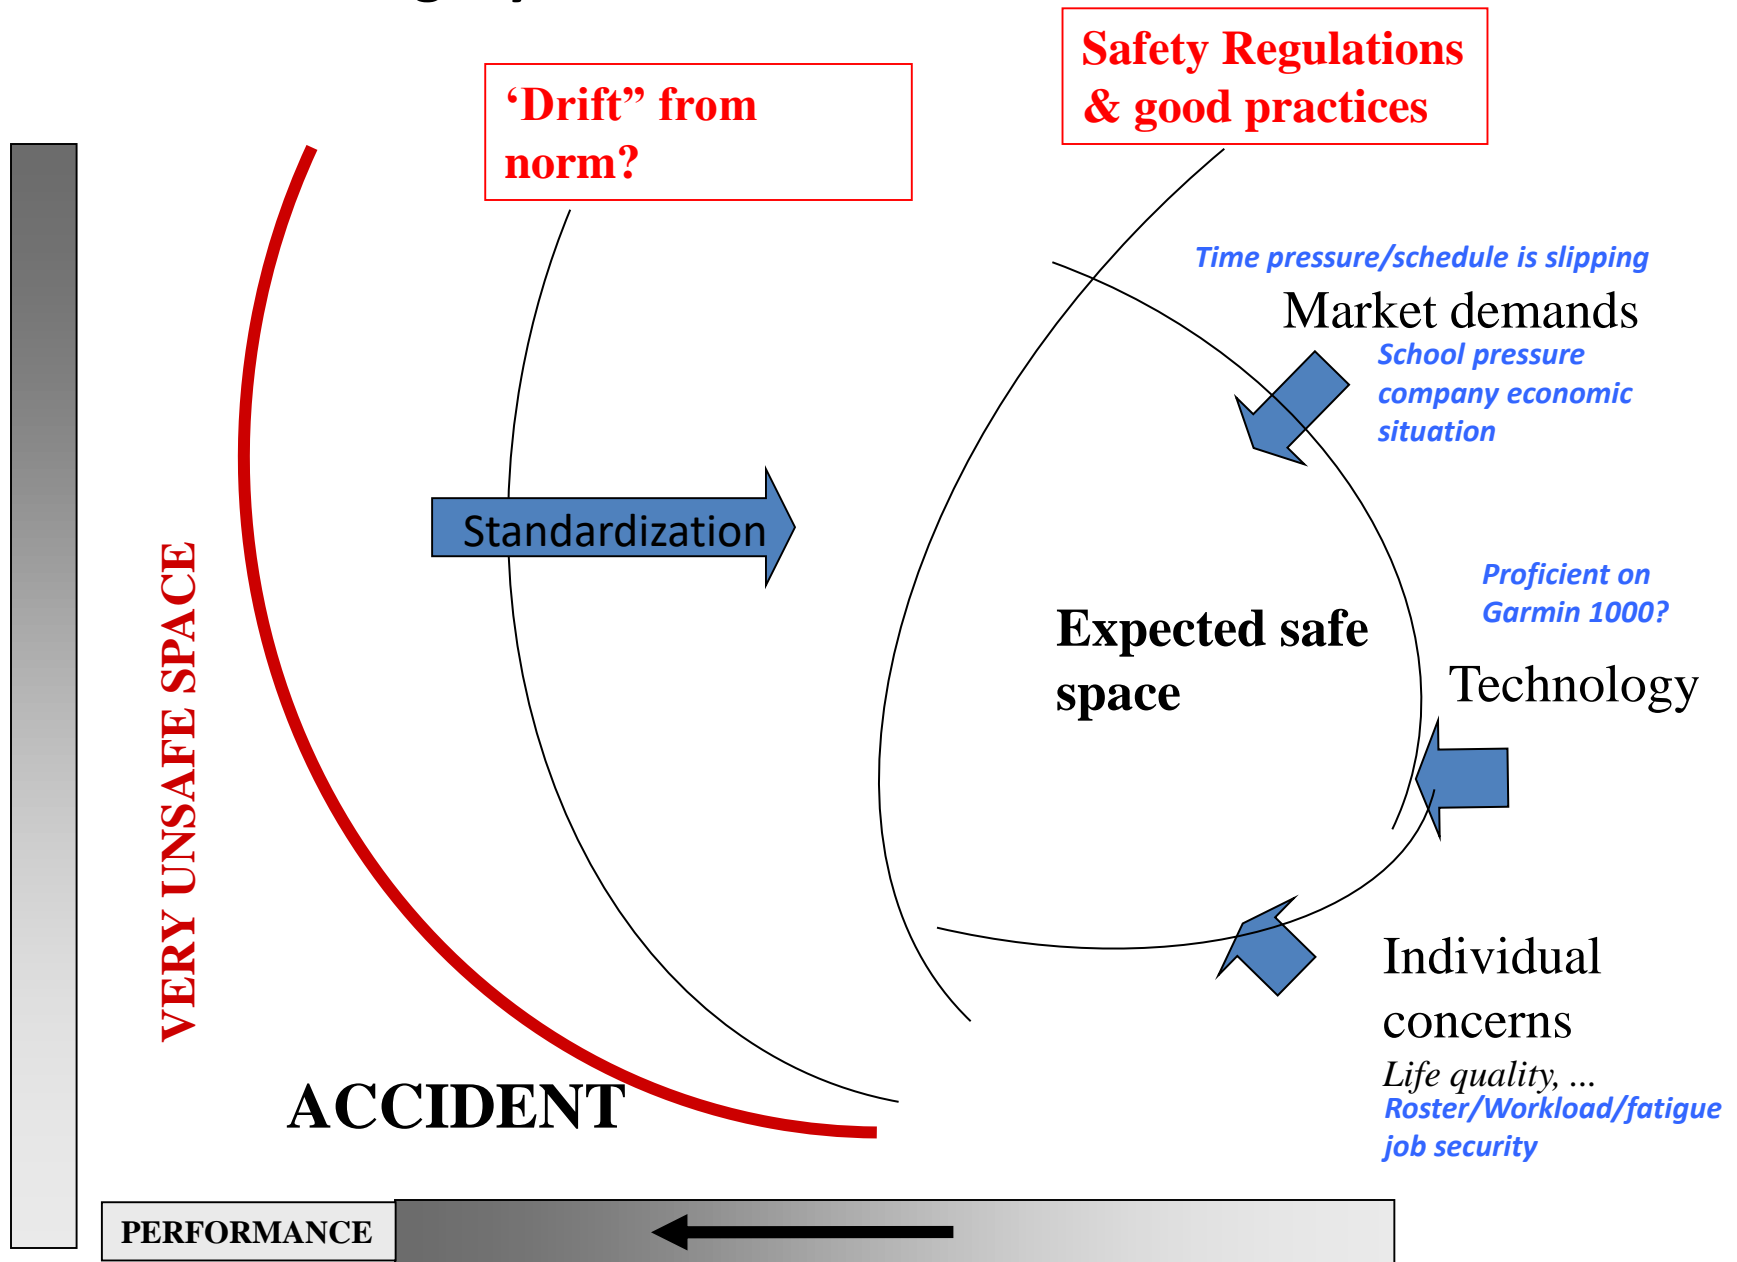 Safety Regulations
& good practices
‘Drift” from
norm?
Time pressure/schedule is slipping
Market demands
School pressure
company economic
situation
Standardization
Proficient on
Garmin 1000?
Expected safe
space
Technology
VERY UNSAFE SPACE
Individual
concerns
Life quality, ...
Roster/Workload/fatigue
job security
ACCIDENT
PERFORMANCE